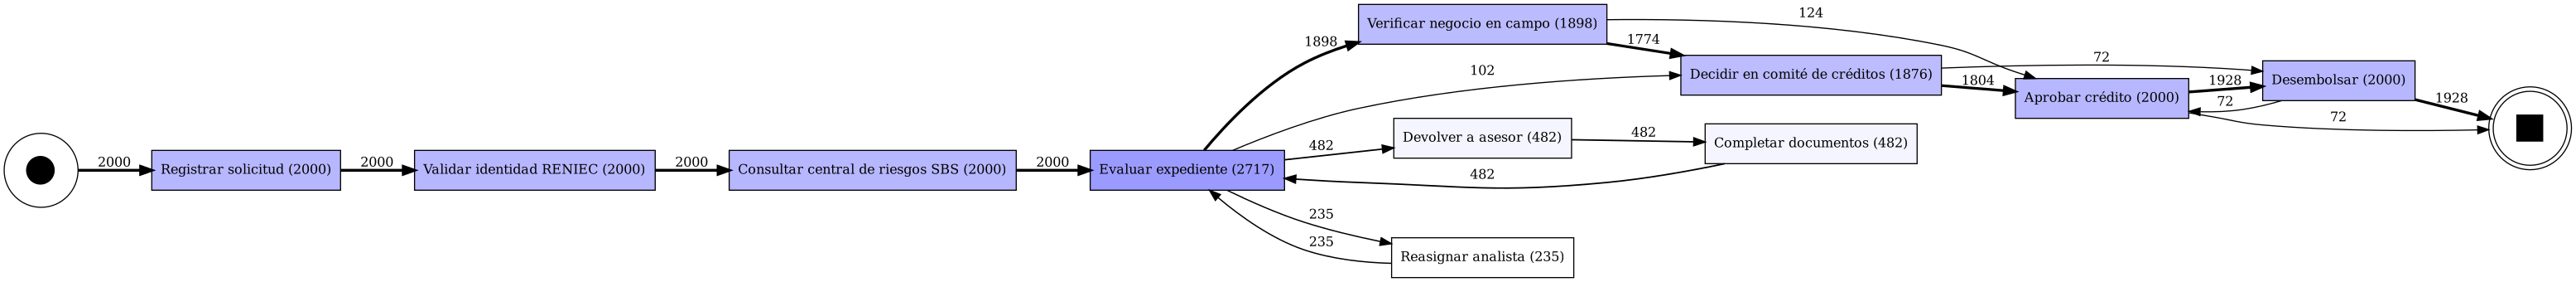 2000
Registrar solicitud (2000)
2000
Validar identidad RENIEC (2000)
2000
Consultar central de riesgos SBS (2000)
2000
Evaluar expediente (2717)
1898
Verificar negocio en campo (1898)
124
1774
102
Decidir en comité de créditos (1876)
72
1804
Aprobar crédito (2000)
1928
72
Desembolsar (2000)
1928
72
482
Devolver a asesor (482)
482
Completar documentos (482)
482
235
235
Reasignar analista (235)